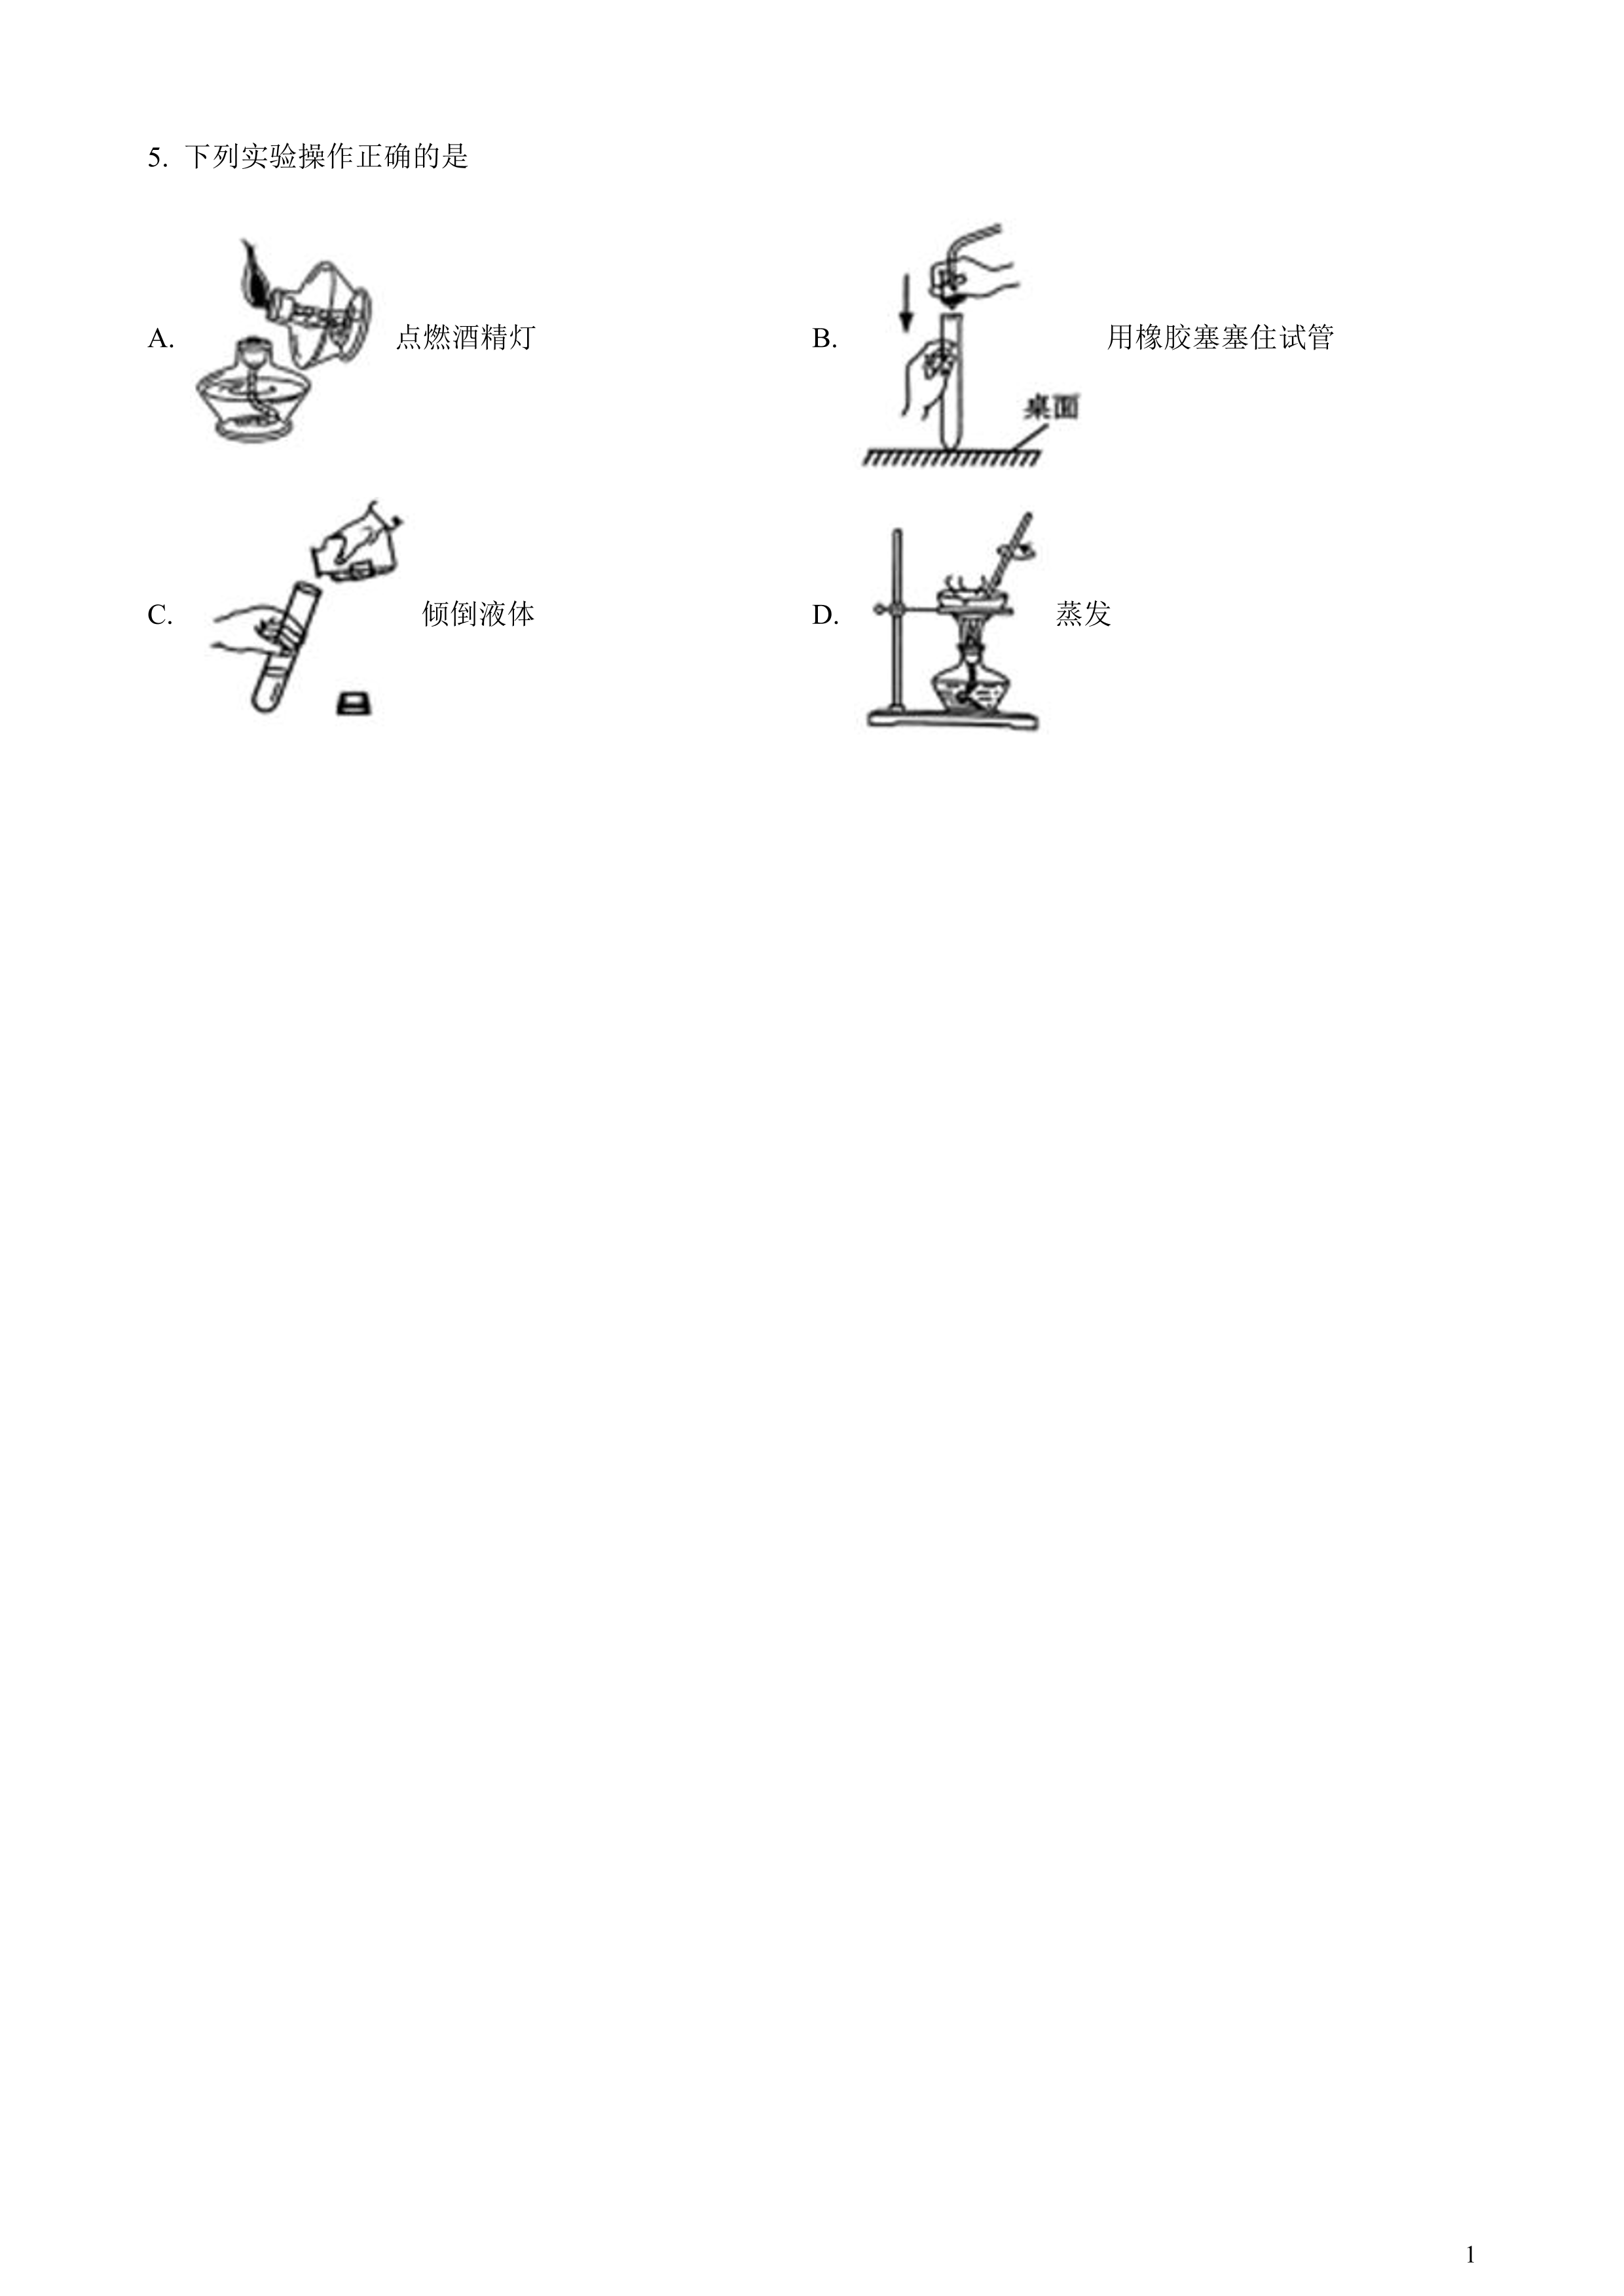 5. 下列实验操作正确的是
A. 点燃酒精灯
B. 用橡胶塞塞住试管
桌面
C. 倾倒液体
D. 蒸发
1